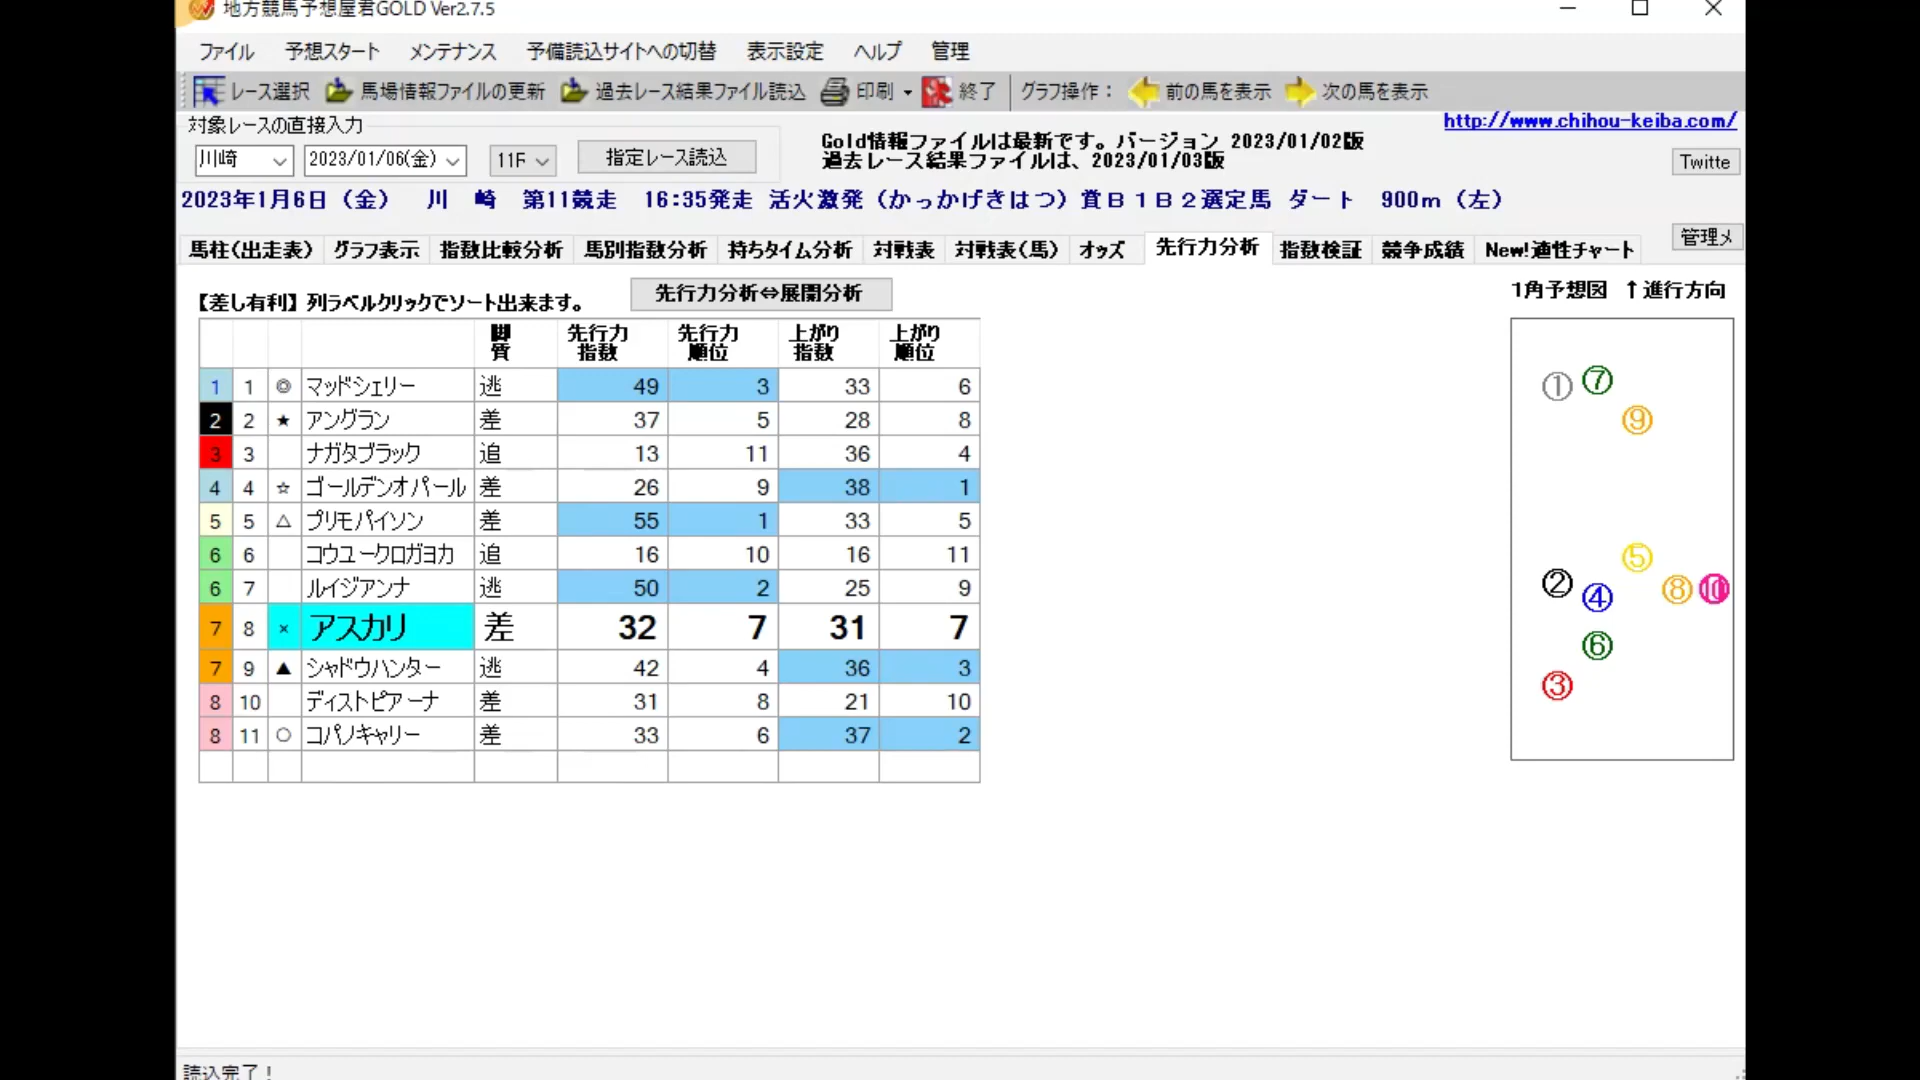 地方競馬予想屋君GOLD Ver2.7.5
ファイル 予想スタート メンテナンス 予備読込サイトへの切替 表示設定 ヘルプ 管理
レース選択 馬場情報ファイルの更新 過去レース結果ファイル読込 印刷 終了 グラフ操作： 前の馬を表示 次の馬を表示
対象レースの直接入力
http://www.chihou-keiba.com/
川崎 2023/01/06(金) 11R 指定レース読込
Gold情報ファイルは最新です。バージョン 2023/01/02版
過去レース結果ファイルは、2023/01/03版
Twitte
2023年1月6日（金） 川 崎 第11競走 16:35発走 活火激発（かっかげきはつ）賞Ｂ１Ｂ２選定馬 ダート 900m（左）
管理メ
馬柱(出走表) グラフ表示 指数比較分析 馬別指数分析 持ちタイム分析 対戦表 対戦表(馬) オッズ 先行力分析 指数検証 競争成績 New!適性チャート
【差し有利】列ラベルクリックでソート出来ます。 先行力分析⇔展開分析
1角予想図 ↑進行方向
脚質 先行力指数 先行力順位 上がり指数 上がり順位
1 1 ◎ マッドシェリー 逃 49 3 33 6
2 2 ★ アングラン 差 37 5 28 8
3 3 ナガタブラック 追 13 11 36 4
4 4 ☆ ゴールデンオパール 差 26 9 38 1
5 5 △ プリモパイソン 差 55 1 33 5
6 6 コウユークロガヨカ 追 16 10 16 11
6 7 ルイジアンナ 逃 50 2 25 9
7 8 × アスカリ 差 32 7 31 7
7 9 ▲ シャドウハンター 逃 42 4 36 3
8 10 ディストピアーナ 差 31 8 21 10
8 11 ○ コパノキャリー 差 33 6 37 2
① ⑦
⑨
⑤
② ④ ⑧
⑥
③
読込完了！